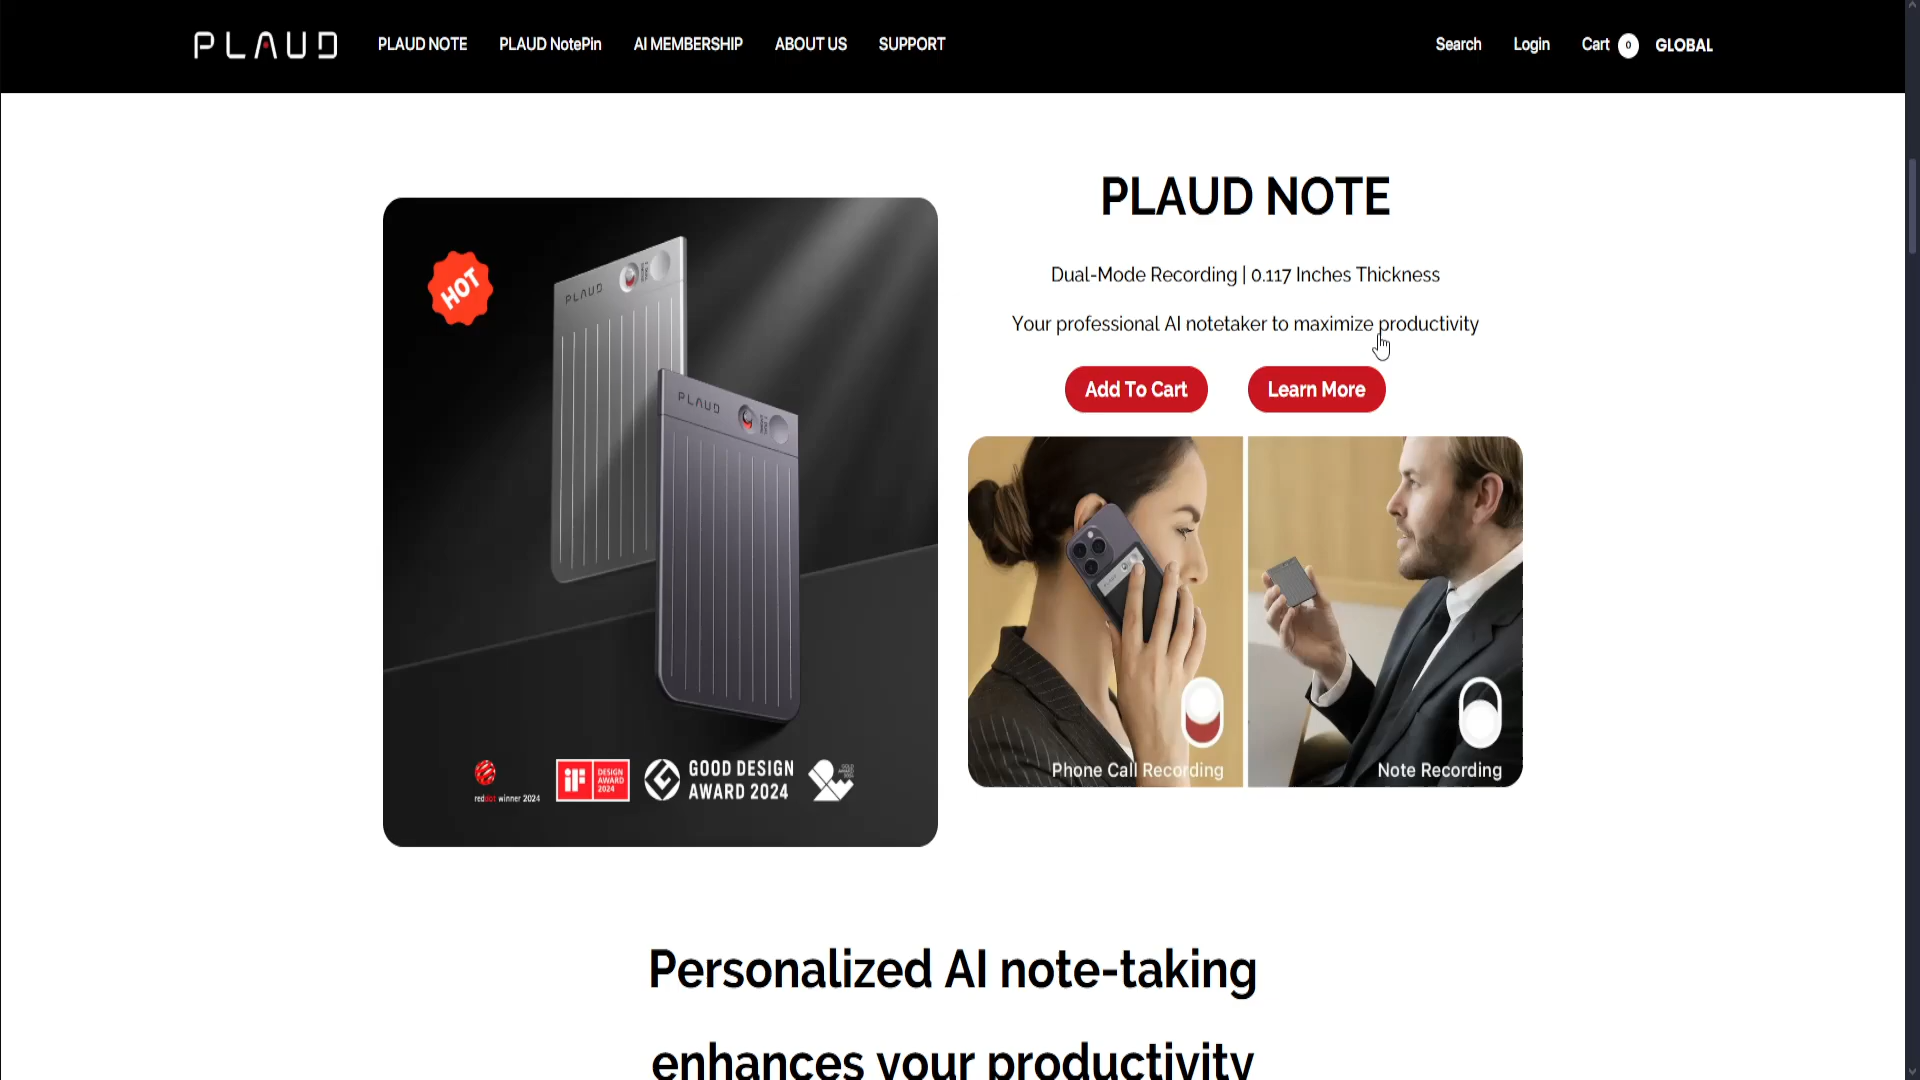 PLAUD
PLAUD NOTE
PLAUD NotePin
AI MEMBERSHIP
ABOUT US
SUPPORT
Search
Login
Cart 0
GLOBAL
HOT
PLAUD
PLAUD
reddot winner 2024
iF
DESIGN
AWARD
2024
GOOD DESIGN
AWARD 2024
PLAUD NOTE
Dual-Mode Recording | 0.117 Inches Thickness
Your professional AI notetaker to maximize productivity
Add To Cart
Learn More
Phone Call Recording
Note Recording
Personalized AI note-taking
enhances your productivity